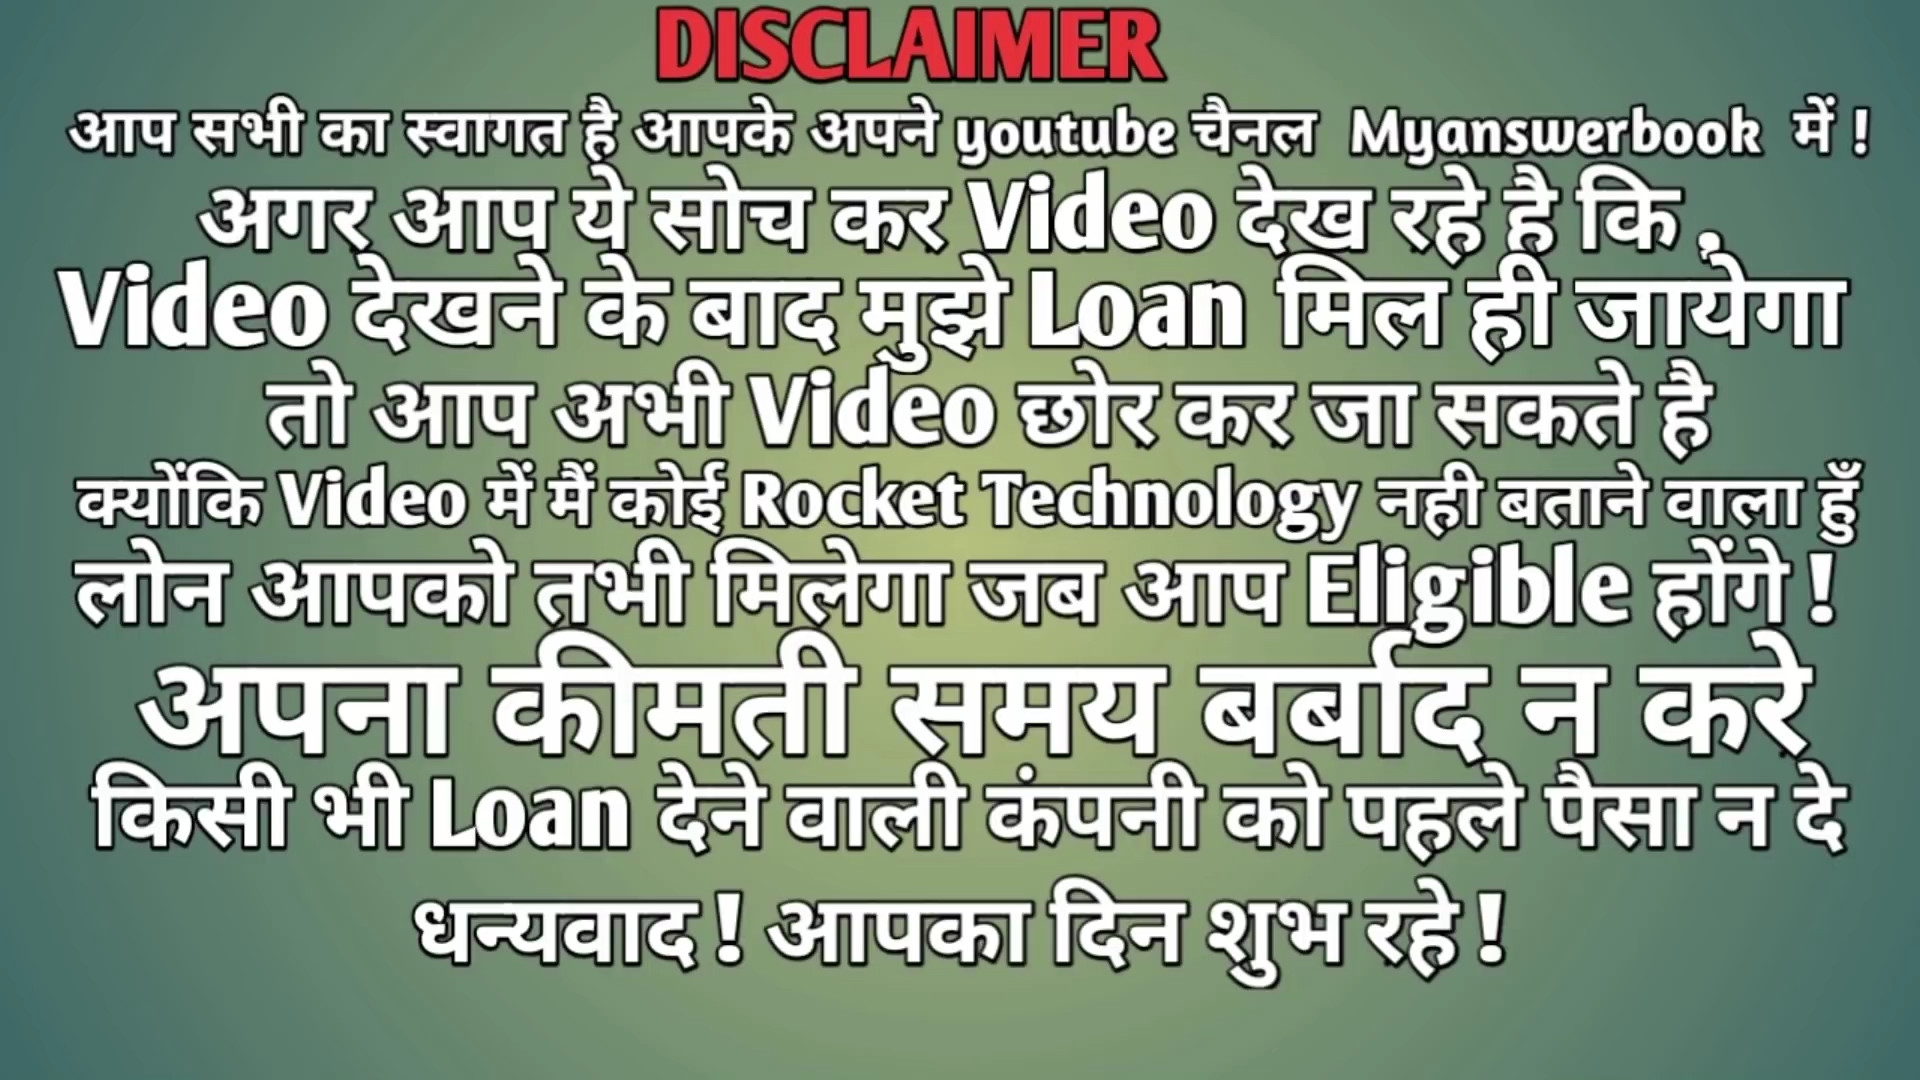 DISCLAIMER
आप सभी का स्वागत है आपके अपने youtube चैनल Myanswerbook में !
अगर आप ये सोच कर Video देख रहे है कि ,
Video देखने के बाद मुझे Loan मिल ही जायेगा
तो आप अभी Video छोर कर जा सकते है
क्योंकि Video में मैं कोई Rocket Technology नही बताने वाला हुँ
लोन आपको तभी मिलेगा जब आप Eligible होंगे !
अपना कीमती समय बर्बाद न करे
किसी भी Loan देने वाली कंपनी को पहले पैसा न दे
धन्यवाद ! आपका दिन शुभ रहे !